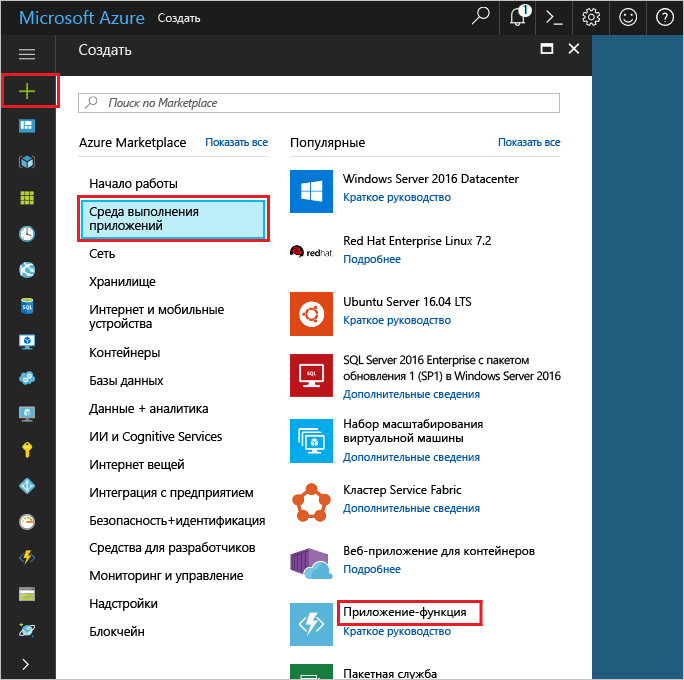 Microsoft Azure Создать
1
Создать
Поиск по Marketplace
Azure Marketplace Показать все
Начало работы
Среда выполнения
приложений
Сеть
Хранилище
Интернет и мобильные
устройства
Контейнеры
Базы данных
Данные + аналитика
ИИ и Cognitive Services
Интернет вещей
Интеграция с предприятием
Безопасность+идентификация
Средства для разработчиков
Мониторинг и управление
Надстройки
Блокчейн
Популярные Показать все
Windows Server 2016 Datacenter
Краткое руководство
redhat
Red Hat Enterprise Linux 7.2
Подробнее
Ubuntu Server 16.04 LTS
Краткое руководство
SQL
SQL Server 2016 Enterprise с пакетом
обновления 1 (SP1) в Windows Server 2016
Дополнительные сведения
Набор масштабирования
виртуальной машины
Дополнительные сведения
Кластер Service Fabric
Дополнительные сведения
Веб-приложение для контейнеров
Подробнее
Приложение-функция
Краткое руководство
Пакетная служба
SQL